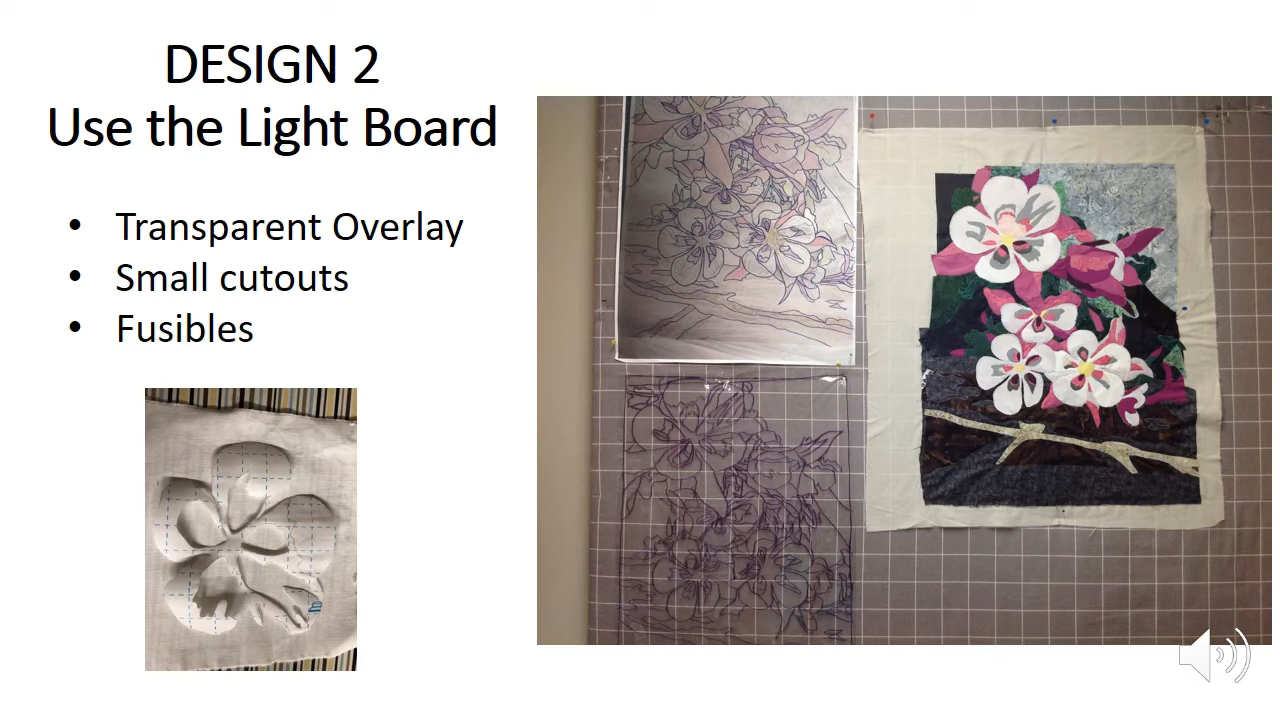 DESIGN 2
Use the Light Board
• Transparent Overlay
• Small cutouts
• Fusibles